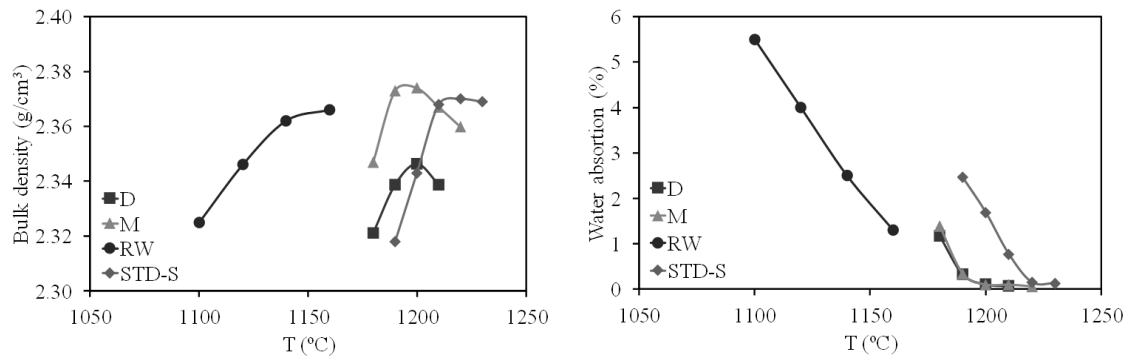 Bulk density (g/cm³)
2.40
2.38
2.36
2.34
2.32
2.30
D
M
RW
STD-S
1050 1100 1150 1200 1250
T (ºC)
Water absortion (%)
6
5
4
3
2
1
0
D
M
RW
STD-S
1050 1100 1150 1200 1250
T (ºC)